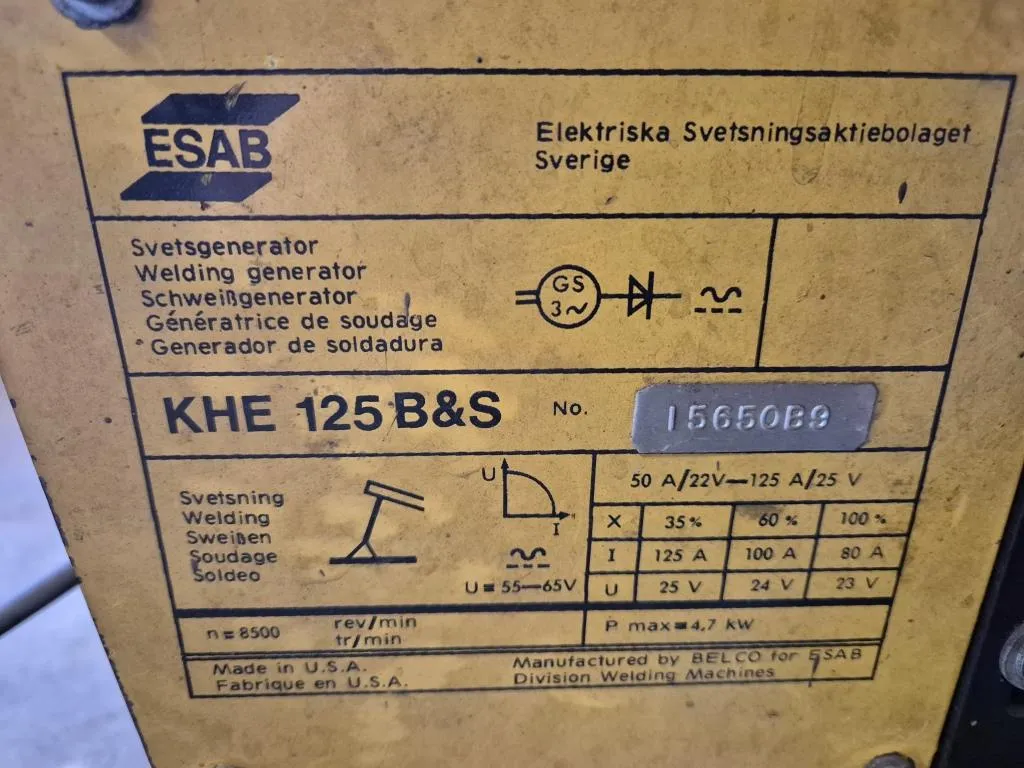 ESAB
Elektriska Svetsningsaktiebolaget
Sverige
Svetsgenerator
Welding generator
Schweißgenerator
Génératrice de soudage
Generador de soldadura
GS
3~
KHE 125 B&S No. 15650B9
Svetsning
Welding
Sweißen
Soudage
Soldeo
U
I
U = 55—65V
50 A/22V—125 A/25 V
X 35% 60% 100%
I 125 A 100 A 80 A
U 25 V 24 V 23 V
n = 8500 rev/min
tr/min
P max = 4,7 kW
Made in U.S.A.
Fabrique en U.S.A.
Manufactured by BELCO for ESAB
Division Welding Machines